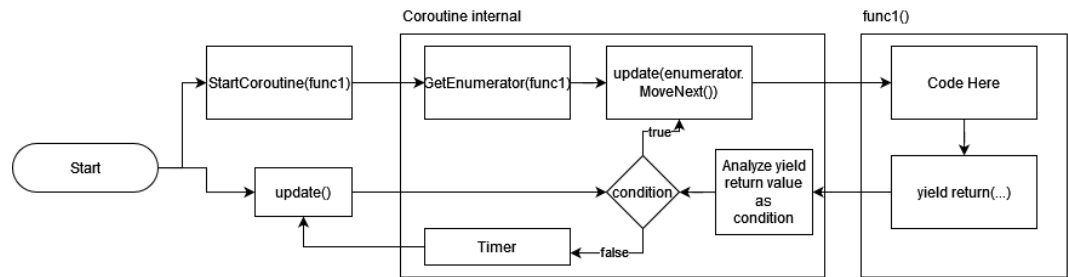 Coroutine internal
func1()
StartCoroutine(func1)
GetEnumerator(func1)
update(enumerator.
MoveNext())
Code Here
true
Start
update()
condition
Analyze yield
return value
as
condition
yield return(...)
Timer
false